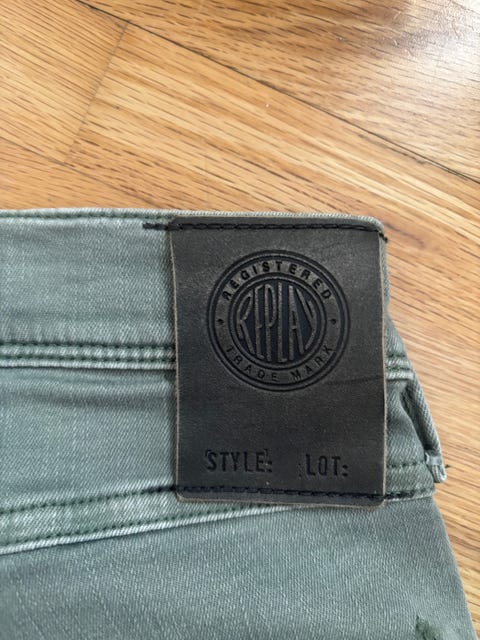 REGISTERED
REPLAY
TRADE MARK
STYLE: LOT: